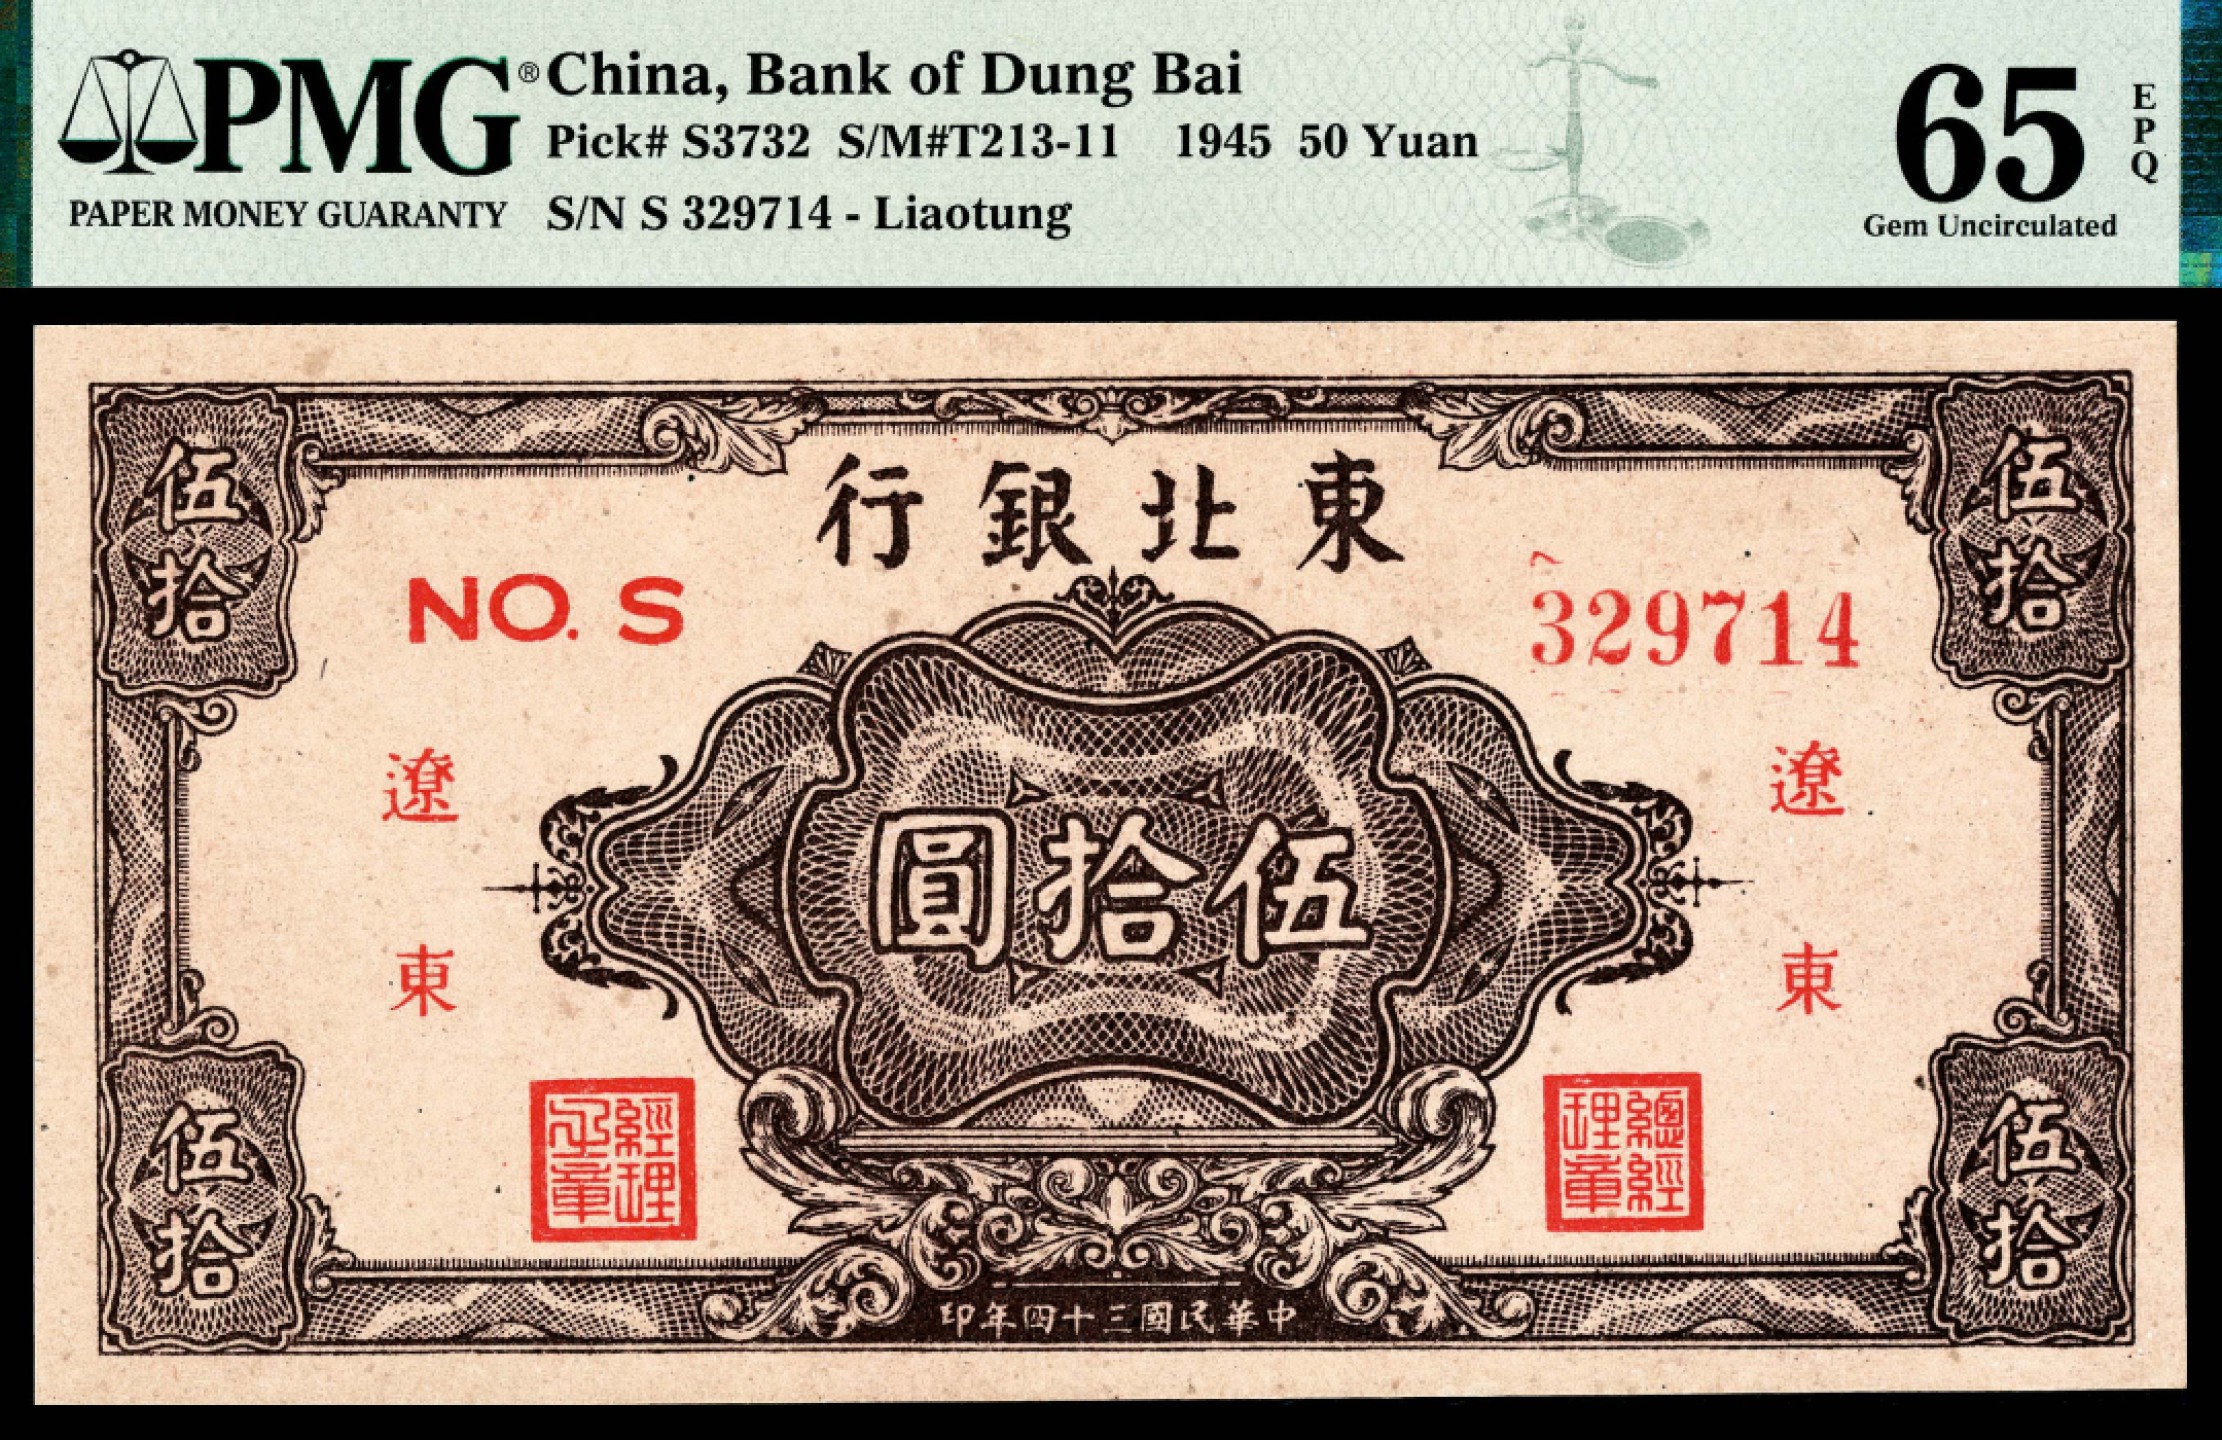 PMG®
PAPER MONEY GUARANTY
China, Bank of Dung Bai
Pick# S3732 S/M#T213-11 1945 50 Yuan
S/N S 329714 - Liaotung
65
EPQ
Gem Uncirculated
行銀北東
伍拾
伍拾
NO. S
329714
遼東
遼東
圓拾伍
經理之章
總經理章
伍拾
伍拾
印年四十三國民華中